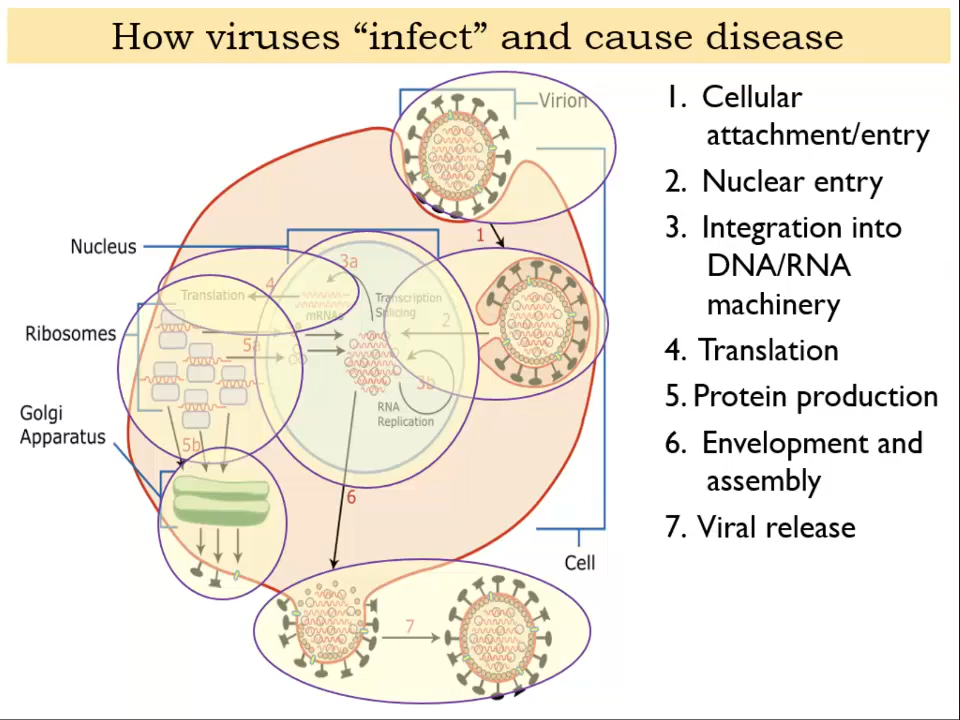 How viruses “infect” and cause disease
Virion
1
Nucleus
3a
4
Translation
mRNAs
Transcription
Splicing
2
Ribosomes
5a
3b
RNA
Replication
Golgi
Apparatus
5b
6
Cell
7
1. Cellular
attachment/entry
2. Nuclear entry
3. Integration into
DNA/RNA
machinery
4. Translation
5. Protein production
6. Envelopment and
assembly
7. Viral release